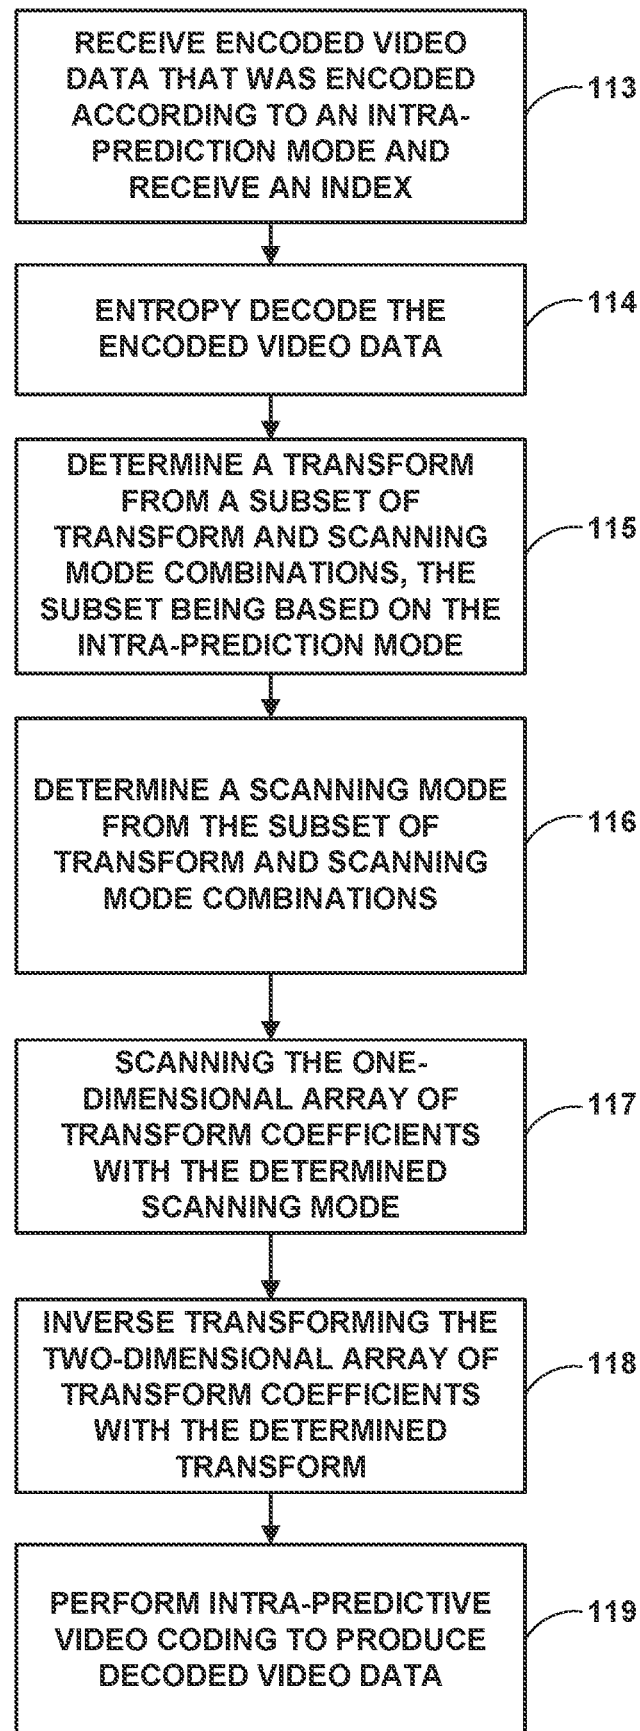 RECEIVE ENCODED VIDEO
DATA THAT WAS ENCODED
ACCORDING TO AN INTRA-
PREDICTION MODE AND
RECEIVE AN INDEX
113
ENTROPY DECODE THE
ENCODED VIDEO DATA
114
DETERMINE A TRANSFORM
FROM A SUBSET OF
TRANSFORM AND SCANNING
MODE COMBINATIONS, THE
SUBSET BEING BASED ON THE
INTRA-PREDICTION MODE
115
DETERMINE A SCANNING MODE
FROM THE SUBSET OF
TRANSFORM AND SCANNING
MODE COMBINATIONS
116
SCANNING THE ONE-
DIMENSIONAL ARRAY OF
TRANSFORM COEFFICIENTS
WITH THE DETERMINED
SCANNING MODE
117
INVERSE TRANSFORMING THE
TWO-DIMENSIONAL ARRAY OF
TRANSFORM COEFFICIENTS
WITH THE DETERMINED
TRANSFORM
118
PERFORM INTRA-PREDICTIVE
VIDEO CODING TO PRODUCE
DECODED VIDEO DATA
119